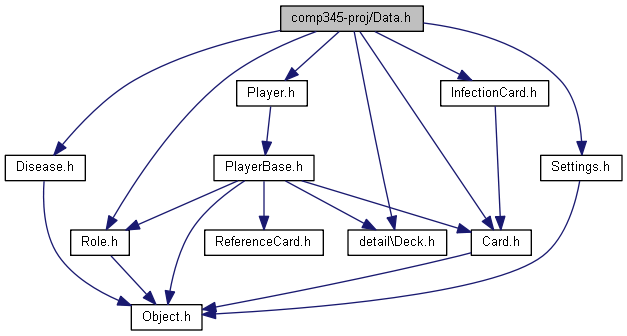 comp345-proj/Data.h
Player.h
InfectionCard.h
Disease.h
PlayerBase.h
Settings.h
Role.h
ReferenceCard.h
detail\Deck.h
Card.h
Object.h